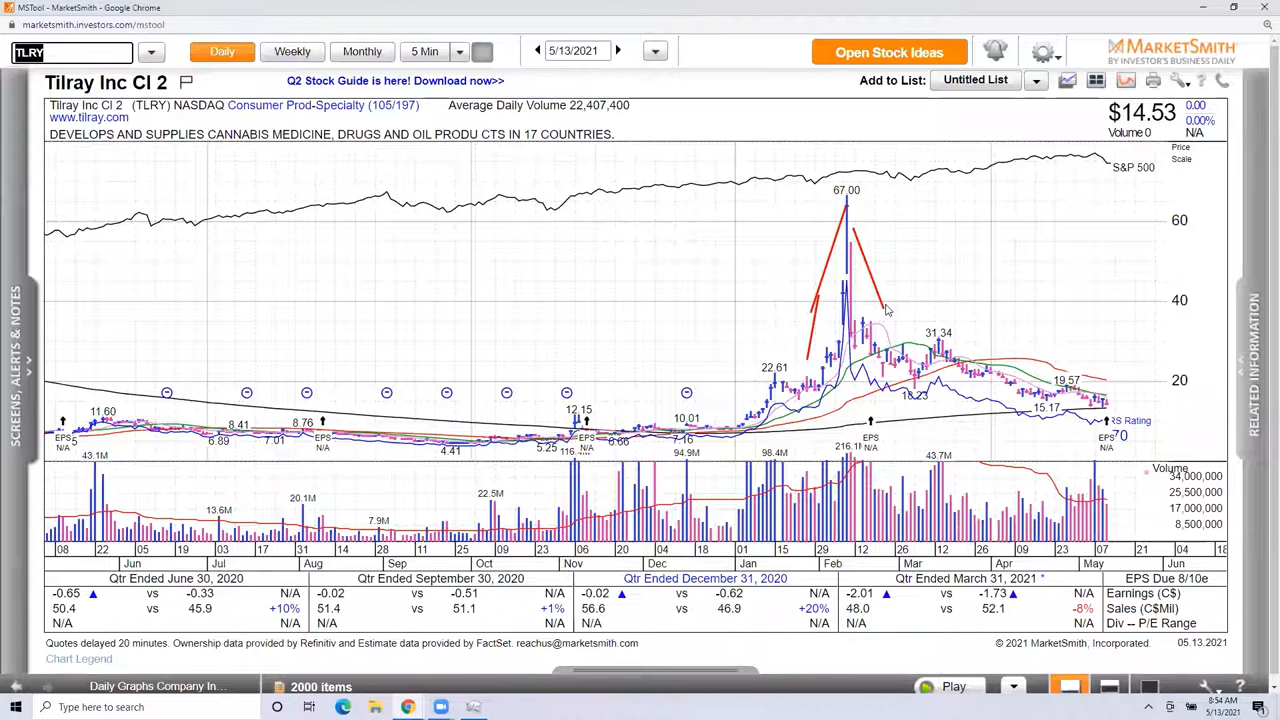 MSTool - MarketSmith - Google Chrome
marketsmith.investors.com/mstool
TLRY Daily Weekly Monthly 5 Min 5/13/2021 Open Stock Ideas MarketSmith
BY INVESTOR'S BUSINESS DAILY
Tilray Inc Cl 2 Q2 Stock Guide is here! Download now>> Add to List: Untitled List
Tilray Inc Cl 2 (TLRY) NASDAQ Consumer Prod-Specialty (105/197) Average Daily Volume 22,407,400 $14.53 0.00
www.tilray.com 0.00%
DEVELOPS AND SUPPLIES CANNABIS MEDICINE, DRUGS AND OIL PRODU CTS IN 17 COUNTRIES. Volume 0 N/A
Price
Scale
S&P 500
67.00
60
40
31.34
22.61 20
19.57
18.23
15.17
11.60 12.15
8.41 8.76 10.01
RS Rating
70
5 6.89 7.01 6.66 7.16
4.41 5.25
EPS EPS EPS EPS EPS
N/A N/A N/A N/A N/A
43.1M 94.9M 98.4M 216.1M 43.7M
Volume
34,000,000
22.5M 25,500,000
20.1M
13.6M 17,000,000
7.9M 8,500,000
08 22 05 19 03 17 31 14 28 11 25 09 23 06 20 04 18 01 15 29 12 26 12 26 09 23 07 21 04 18
Jun Jul Aug Sep Oct Nov Dec Jan Feb Mar Apr May Jun
Qtr Ended June 30, 2020 Qtr Ended September 30, 2020 Qtr Ended December 31, 2020 Qtr Ended March 31, 2021 * EPS Due 8/10e
-0.65 vs -0.33 N/A -0.02 vs -0.51 N/A -0.02 vs -0.62 N/A -2.01 vs -1.73 N/A Earnings (C$)
50.4 vs 45.9 +10% 51.4 vs 51.1 +1% 56.6 vs 46.9 +20% 48.0 vs 52.1 -8% Sales (C$Mil)
N/A N/A N/A N/A N/A N/A N/A N/A Div -- P/E Range
Quotes delayed 20 minutes. Ownership data provided by Refinitiv and Estimate data provided by FactSet. reachus@marketsmith.com © 2021 MarketSmith, Incorporated. 05.13.2021
Chart Legend
SCREENS, ALERTS & NOTES
RELATED INFORMATION
Daily Graphs Company In... 2000 items Play
Type here to search
8:54 AM
5/13/2021